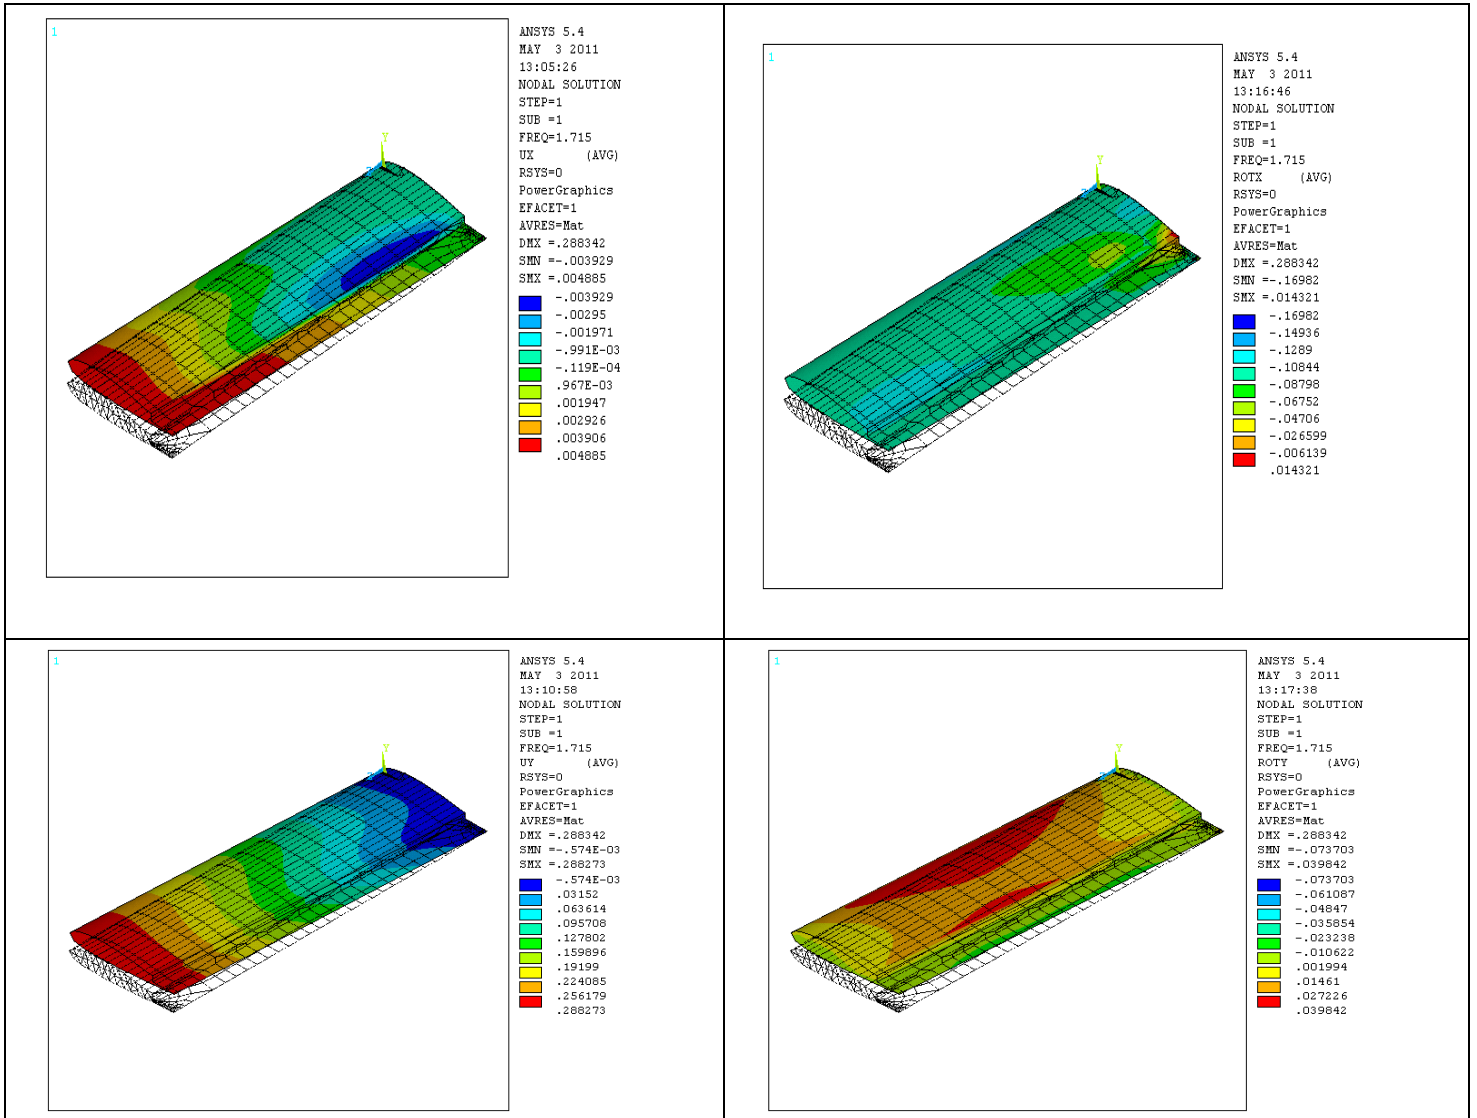 1
ANSYS 5.4
MAY 3 2011
13:05:26
NODAL SOLUTION
STEP=1
SUB =1
FREQ=1.715
UX (AVG)
RSYS=0
PowerGraphics
EFACET=1
AVRES=Mat
DMX =.288342
SMN =-.003929
SMX =.004885
-.003929
-.00295
-.001971
-.991E-03
-.119E-04
.967E-03
.001947
.002926
.003906
.004885
Y
1
ANSYS 5.4
MAY 3 2011
13:16:46
NODAL SOLUTION
STEP=1
SUB =1
FREQ=1.715
ROTX (AVG)
RSYS=0
PowerGraphics
EFACET=1
AVRES=Mat
DMX =.288342
SMN =-.16982
SMX =.014321
-.16982
-.14936
-.1289
-.10844
-.08798
-.06752
-.04706
-.026599
-.006139
.014321
Y
1
ANSYS 5.4
MAY 3 2011
13:10:58
NODAL SOLUTION
STEP=1
SUB =1
FREQ=1.715
UY (AVG)
RSYS=0
PowerGraphics
EFACET=1
AVRES=Mat
DMX =.288342
SMN =-.574E-03
SMX =.288273
-.574E-03
.03152
.063614
.095708
.127802
.159896
.19199
.224085
.256179
.288273
Y
1
ANSYS 5.4
MAY 3 2011
13:17:38
NODAL SOLUTION
STEP=1
SUB =1
FREQ=1.715
ROTY (AVG)
RSYS=0
PowerGraphics
EFACET=1
AVRES=Mat
DMX =.288342
SMN =-.073703
SMX =.039842
-.073703
-.061087
-.04847
-.035854
-.023238
-.010622
.001994
.01461
.027226
.039842
Y